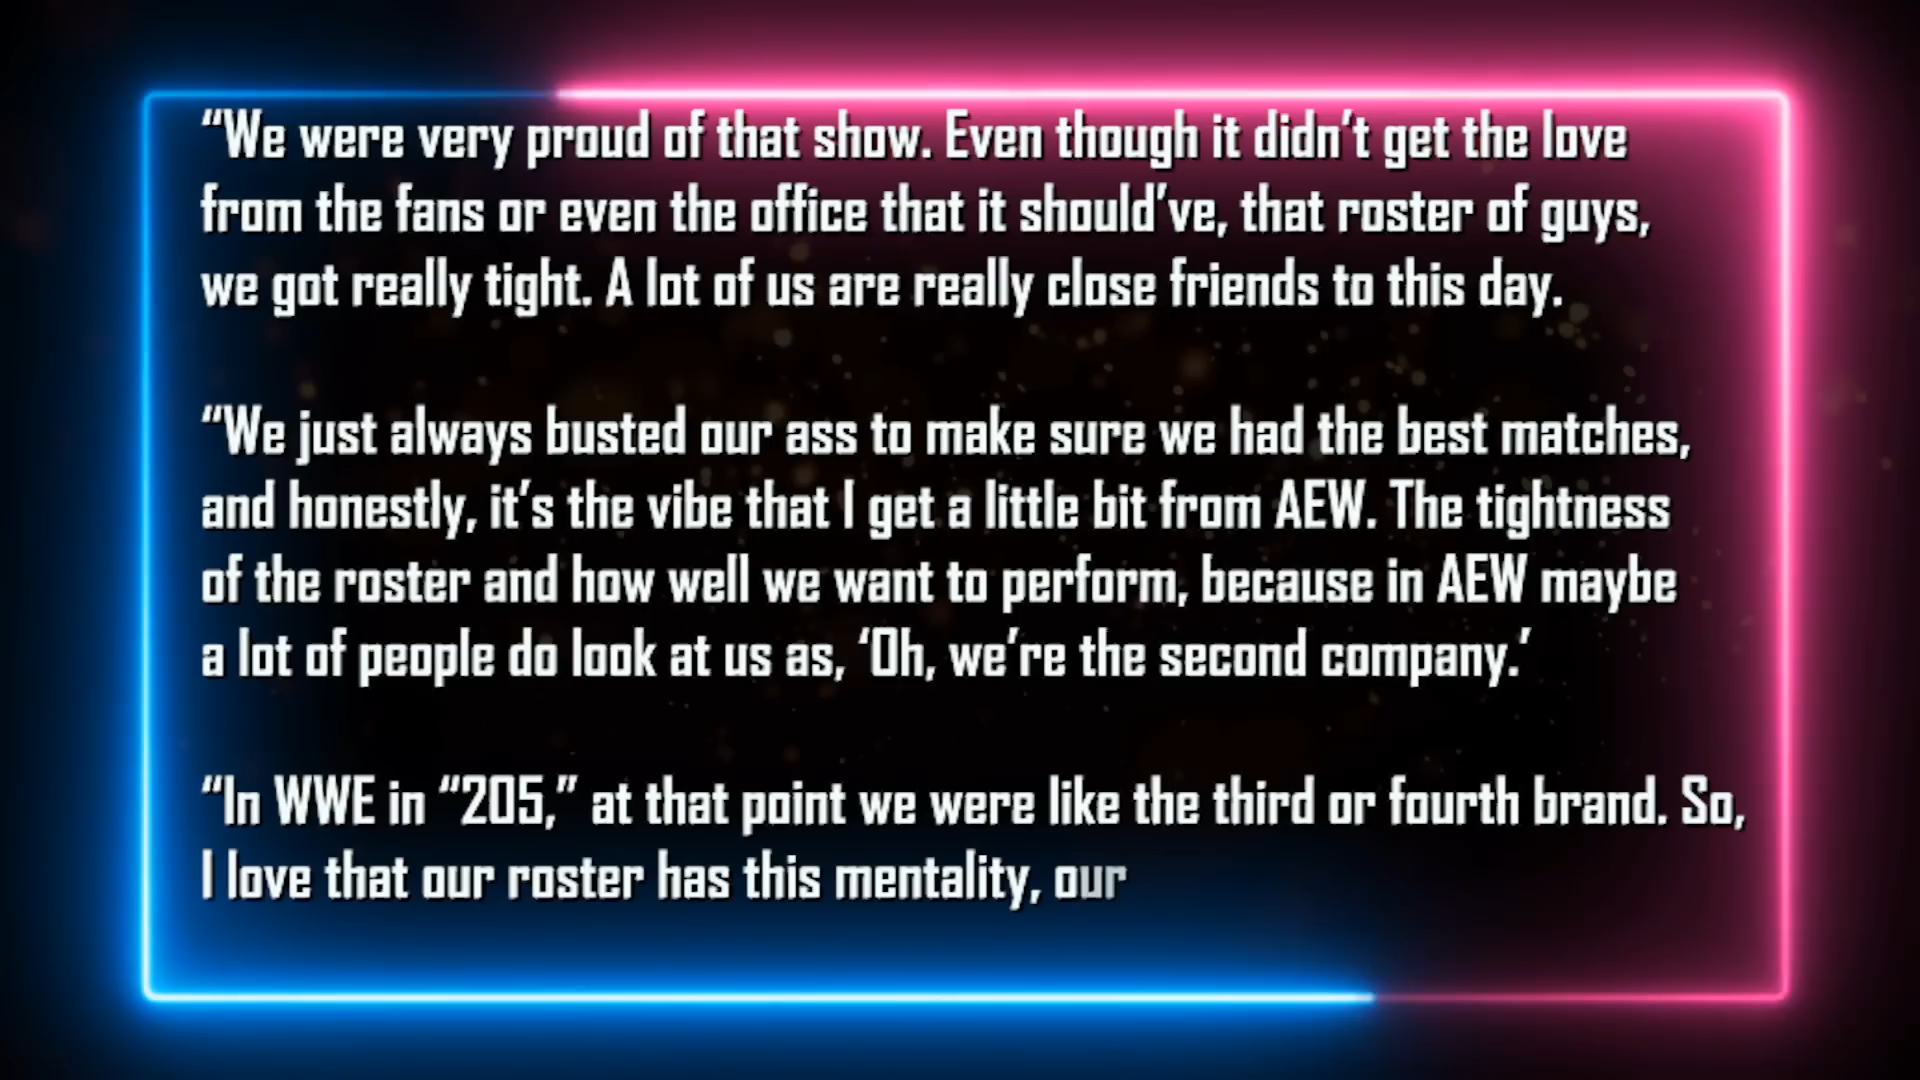 “We were very proud of that show. Even though it didn’t get the love
from the fans or even the office that it should’ve, that roster of guys,
we got really tight. A lot of us are really close friends to this day.
“We just always busted our ass to make sure we had the best matches,
and honestly, it’s the vibe that I get a little bit from AEW. The tightness
of the roster and how well we want to perform, because in AEW maybe
a lot of people do look at us as, ‘Oh, we’re the second company.’
“In WWE in “205,” at that point we were like the third or fourth brand. So,
I love that our roster has this mentality, our